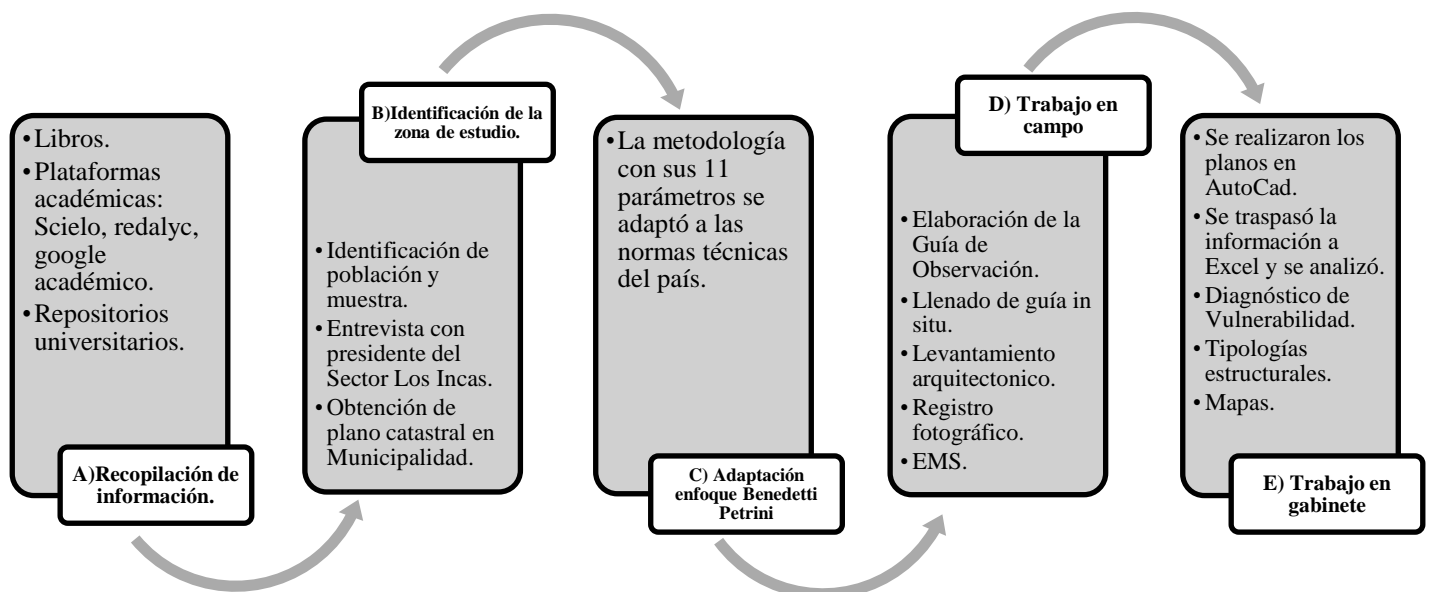 • Libros.
• Plataformas
académicas:
Scielo, redalyc,
google
académico.
• Repositorios
universitarios.
A)Recopilación de
información.
B)Identificación de la
zona de estudio.
• Identificación de
población y
muestra.
• Entrevista con
presidente del
Sector Los Incas.
• Obtención de
plano catastral en
Municipalidad.
• La metodología
con sus 11
parámetros se
adaptó a las
normas técnicas
del país.
C) Adaptación
enfoque Benedetti
Petrini
D) Trabajo en
campo
• Elaboración de la
Guía de
Observación.
• Llenado de guía in
situ.
• Levantamiento
arquitectonico.
• Registro
fotográfico.
• EMS.
• Se realizaron los
planos en
AutoCad.
• Se traspasó la
información a
Excel y se analizó.
• Diagnóstico de
Vulnerabilidad.
• Tipologías
estructurales.
• Mapas.
E) Trabajo en
gabinete